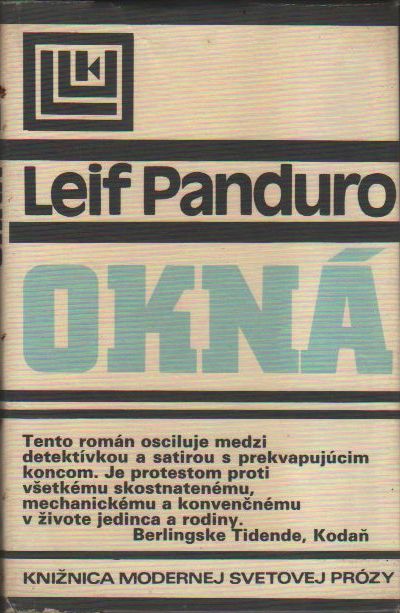 Leif Panduro
OKNÁ
Tento román osciluje medzi
detektívkou a satirou s prekvapujúcim
koncom. Je protestom proti
všetkému skostnatenému,
mechanickému a konvenčnému
v živote jedinca a rodiny.
Berlingske Tidende, Kodaň
KNIŽNICA MODERNEJ SVETOVEJ PRÓZY